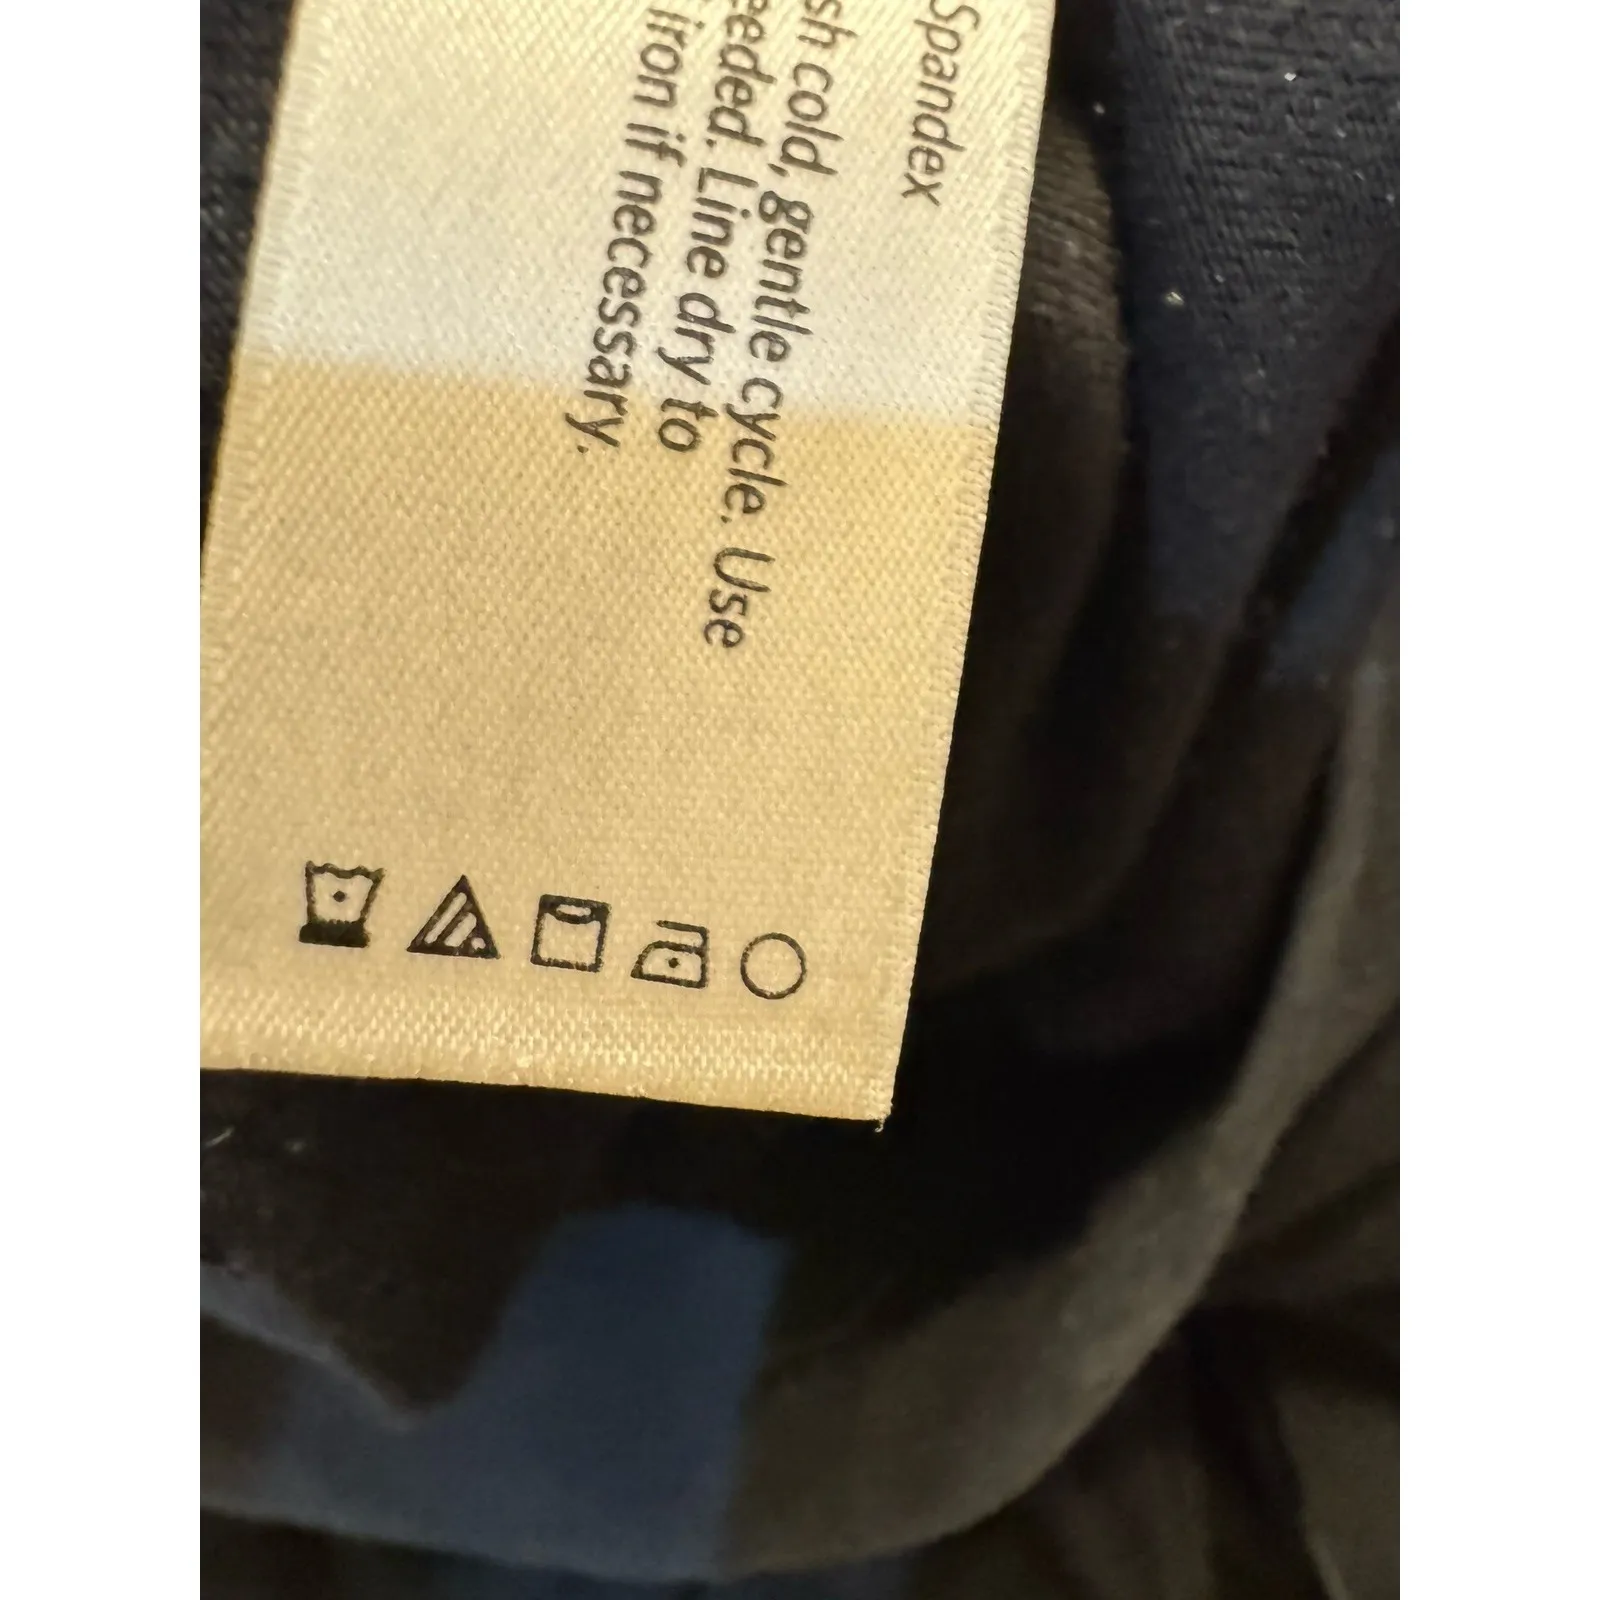 Spandex
sh cold, gentle cycle. Use
eeded. Line dry to
iron if necessary.